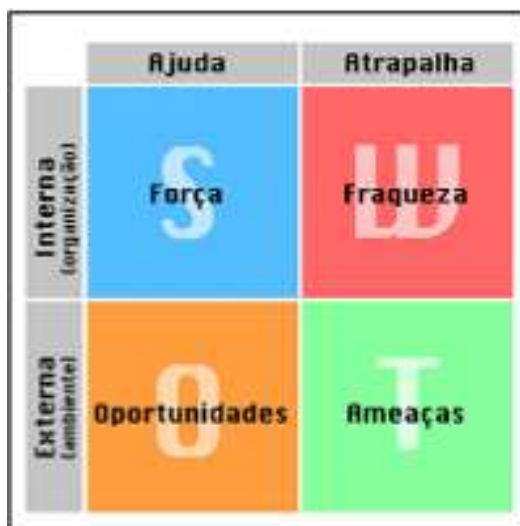 Ajuda
Atrapalha
Interna
(organização)
S
Força
W
Fraqueza
Externa
(ambiente)
O
Oportunidades
T
Ameaças